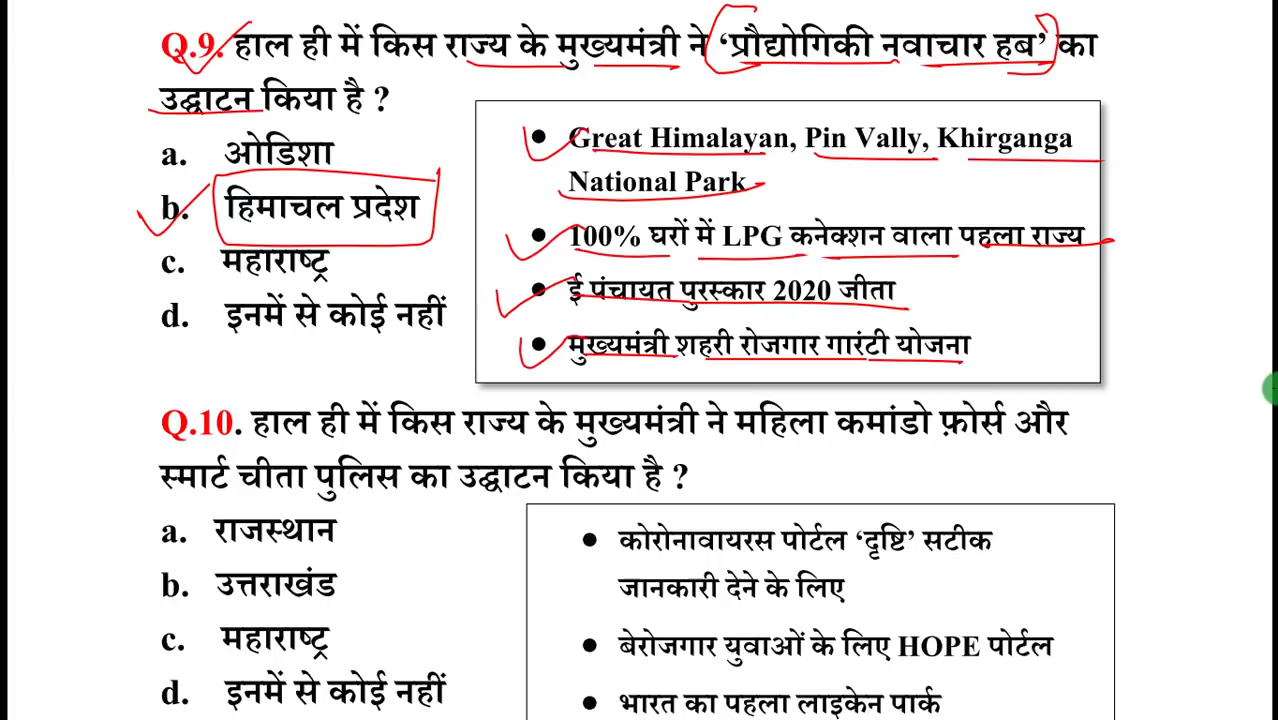 Q.9. हाल ही में किस राज्य के मुख्यमंत्री ने ‘प्रौद्योगिकी नवाचार हब’ का
उद्घाटन किया है ?
a. ओडिशा
b. हिमाचल प्रदेश
c. महाराष्ट्र
d. इनमें से कोई नहीं
• Great Himalayan, Pin Vally, Khirganga
National Park
• 100% घरों में LPG कनेक्शन वाला पहला राज्य
• ई पंचायत पुरस्कार 2020 जीता
• मुख्यमंत्री शहरी रोजगार गारंटी योजना
Q.10. हाल ही में किस राज्य के मुख्यमंत्री ने महिला कमांडो फ़ोर्स और
स्मार्ट चीता पुलिस का उद्घाटन किया है ?
a. राजस्थान
b. उत्तराखंड
c. महाराष्ट्र
d. इनमें से कोई नहीं
• कोरोनावायरस पोर्टल ‘दृष्टि’ सटीक
जानकारी देने के लिए
• बेरोजगार युवाओं के लिए HOPE पोर्टल
• भारत का पहला लाइकेन पार्क